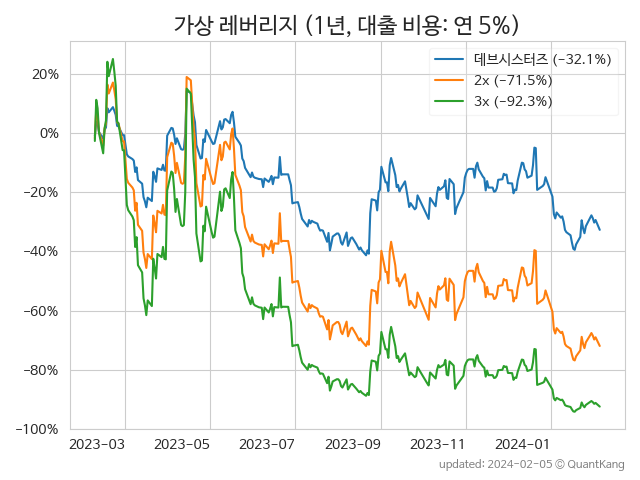 가상 레버리지 (1년, 대출 비용: 연 5%)
데브시스터즈 (−32.1%)
2x (−71.5%)
3x (−92.3%)
20%
0%
−20%
−40%
−60%
−80%
−100%
2023-03 2023-05 2023-07 2023-09 2023-11 2024-01
updated: 2024-02-05 © QuantKang